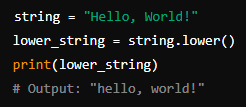 string = "Hello, World!"
lower_string = string.lower()
print(lower_string)
# Output: "hello, world!"